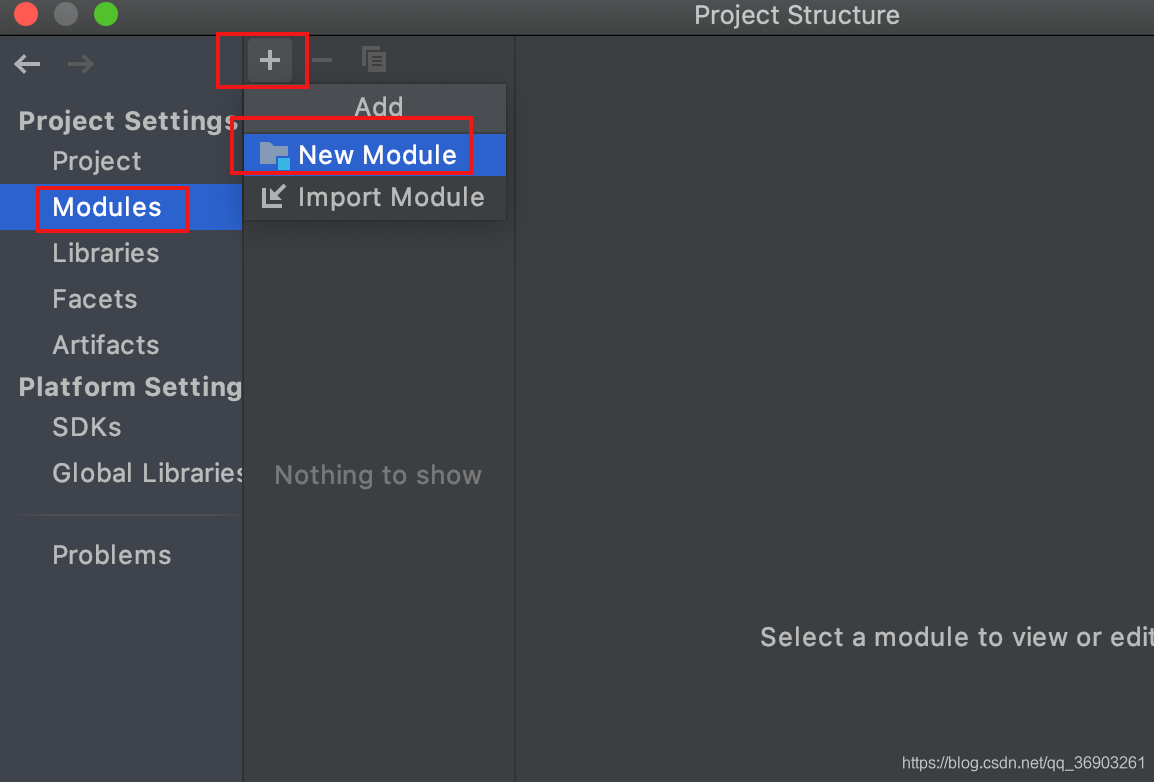 Project Structure
Add
New Module
Import Module
Project Settings
Project
Modules
Libraries
Facets
Artifacts
Platform Setting
SDKs
Global Libraries
Problems
Nothing to show
Select a module to view or edit
https://blog.csdn.net/qq_36903261